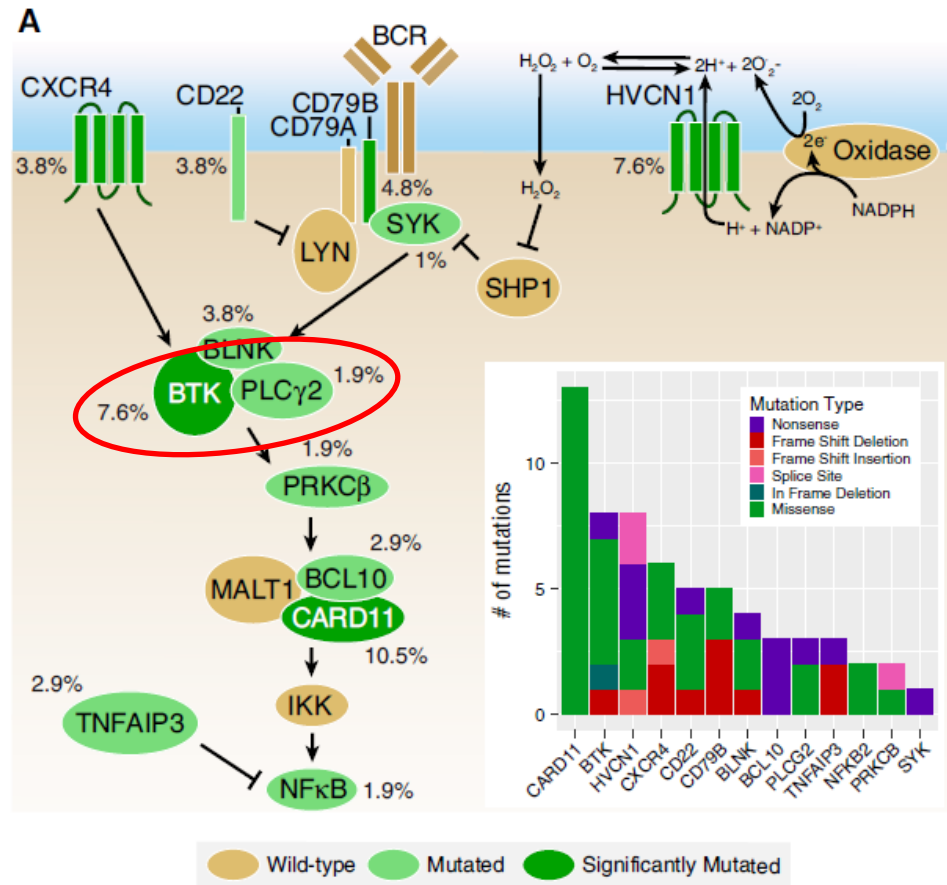 A
BCR
CXCR4
CD22
CD79B
CD79A
3.8%
3.8%
4.8%
LYN
SYK
1%
H₂O₂ + O₂
2H⁺ + 2O˙₂-
HVCN1
2O₂
7.6%
2e⁻
Oxidase
H₂O₂
NADPH
H⁺ + NADP⁺
SHP1
3.8%
BLNK
BTK
PLCγ2
1.9%
7.6%
1.9%
PRKCβ
2.9%
MALT1
BCL10
CARD11
10.5%
IKK
2.9%
TNFAIP3
NFκB
1.9%
Mutation Type
Nonsense
Frame Shift Deletion
Frame Shift Insertion
Splice Site
In Frame Deletion
Missense
# of mutations
10
5
0
CARD11
BTK
HVCN1
CXCR4
CD22
CD79B
BLNK
BCL10
PLCG2
TNFAIP3
NFKB2
PRKCB
SYK
Wild-type
Mutated
Significantly Mutated